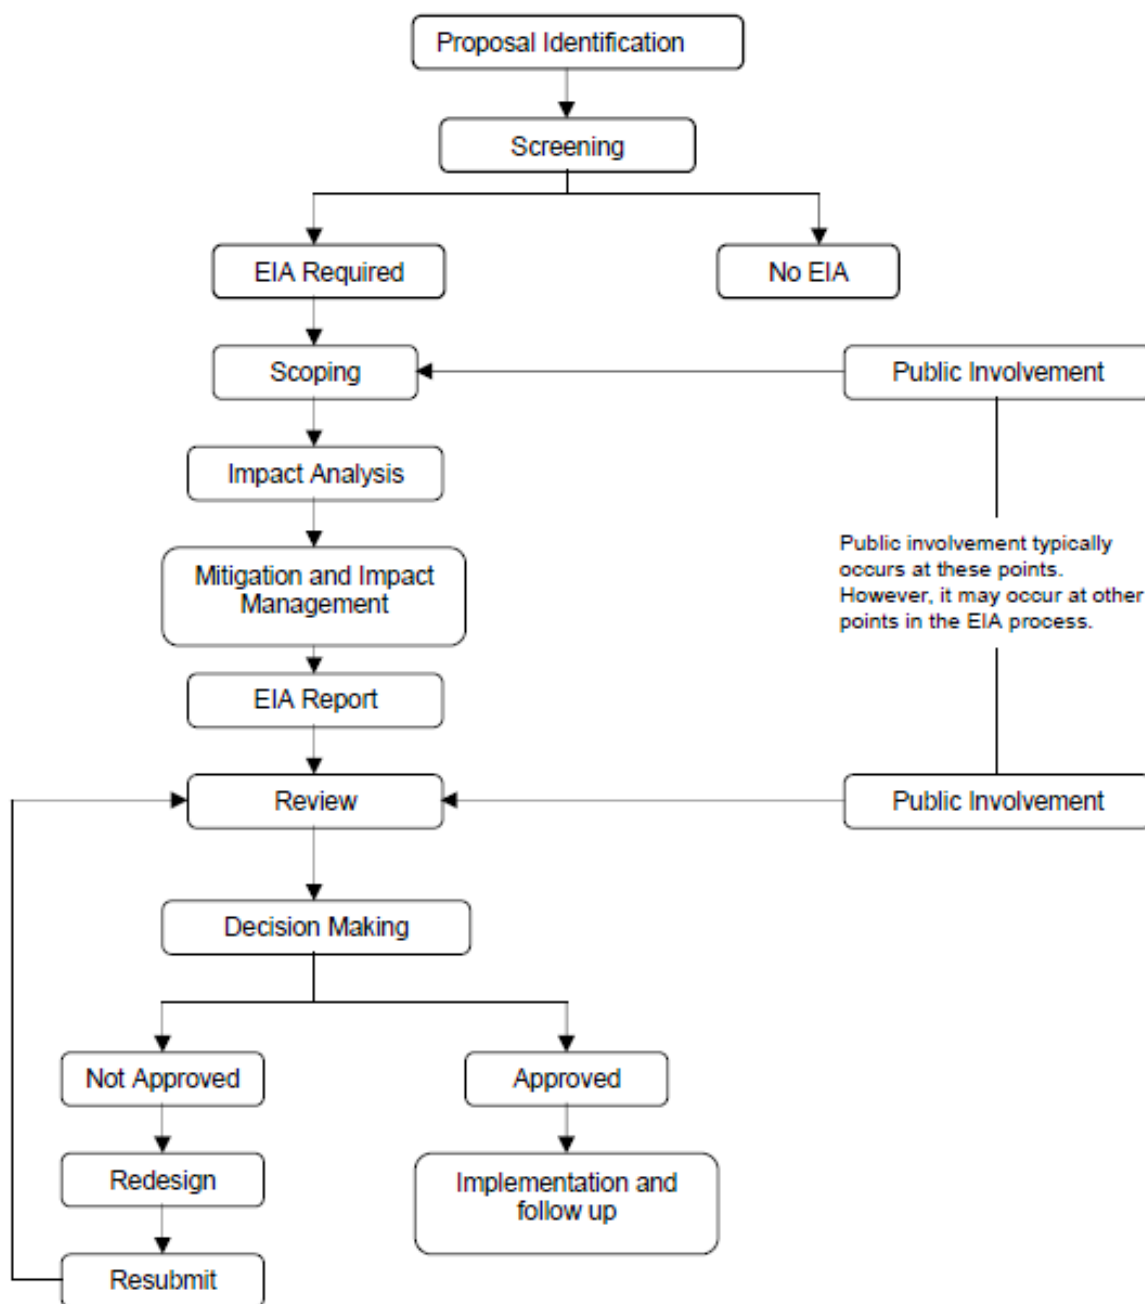 Proposal Identification
Screening
EIA Required
No EIA
Scoping
Public Involvement
Impact Analysis
Public involvement typically
occurs at these points.
However, it may occur at other
points in the EIA process.
Mitigation and Impact
Management
EIA Report
Review
Public Involvement
Decision Making
Not Approved
Approved
Redesign
Implementation and
follow up
Resubmit